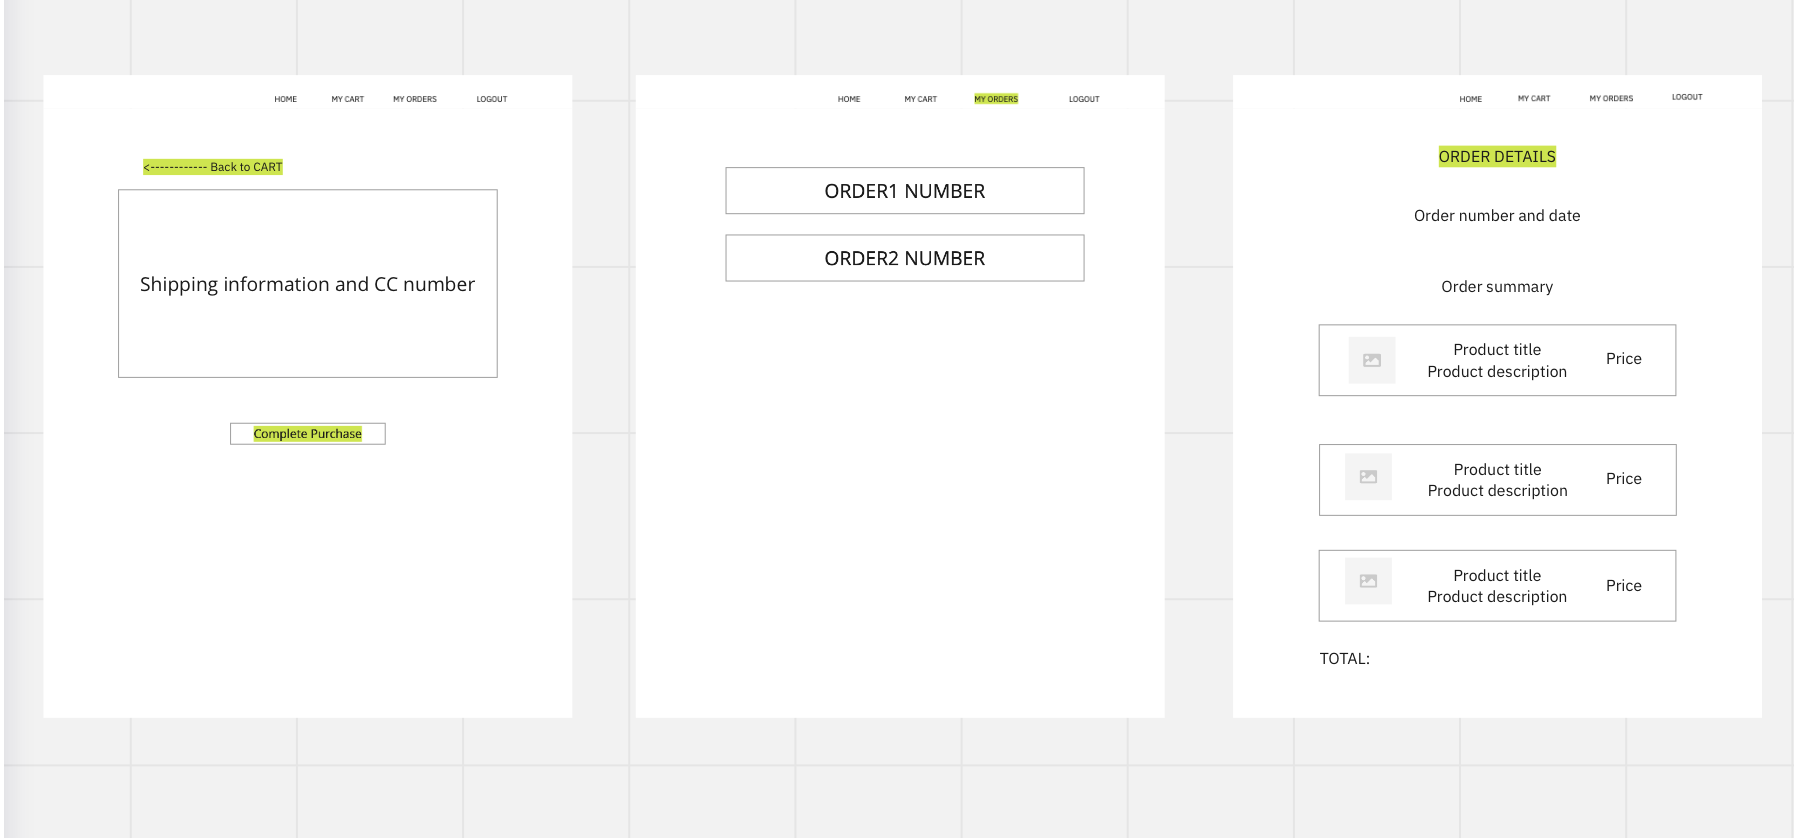 HOME MY CART MY ORDERS LOGOUT
<------------ Back to CART
Shipping information and CC number
Complete Purchase
HOME MY CART MY ORDERS LOGOUT
ORDER1 NUMBER
ORDER2 NUMBER
HOME MY CART MY ORDERS LOGOUT
ORDER DETAILS
Order number and date
Order summary
Product title
Product description
Price
Product title
Product description
Price
Product title
Product description
Price
TOTAL: